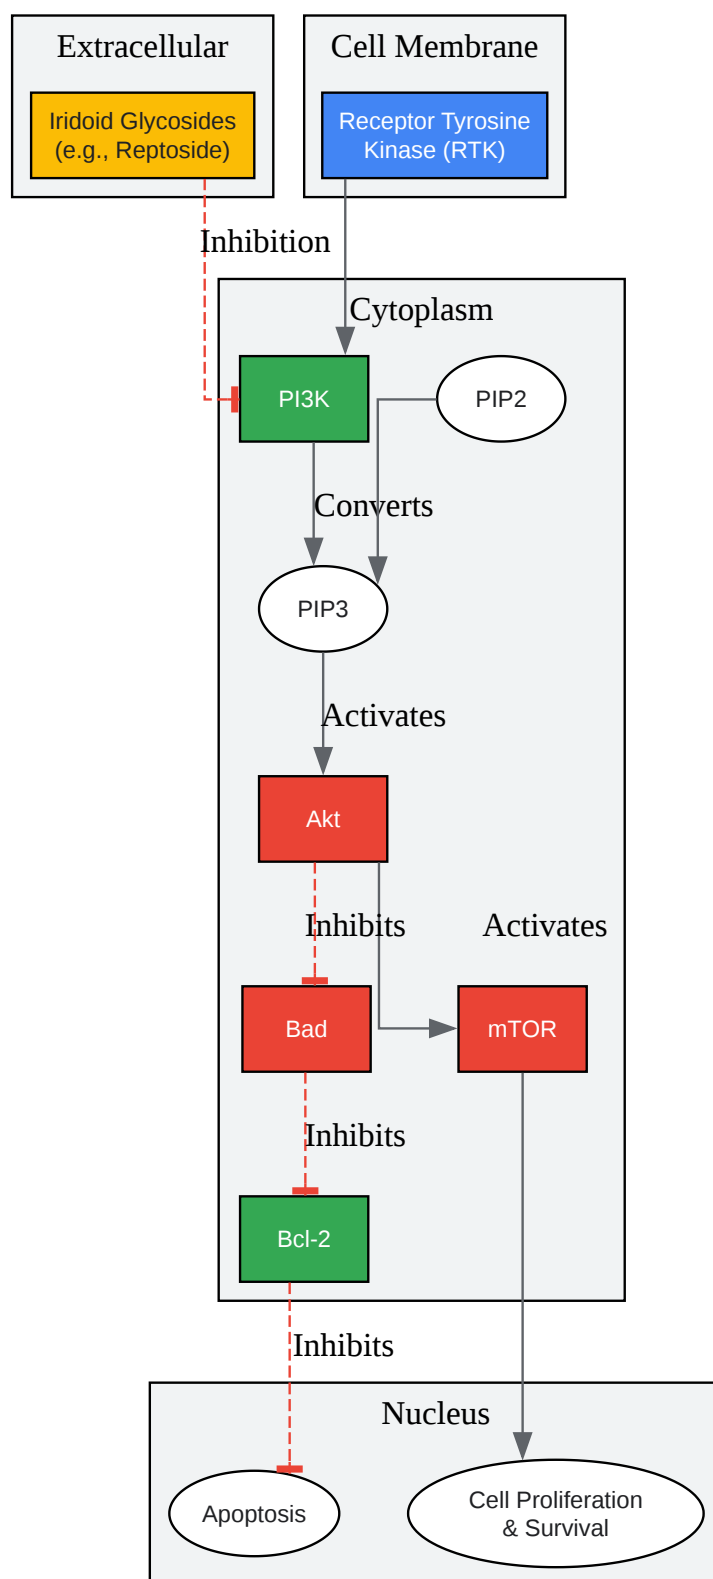 Extracellular
Cell Membrane
Iridoid Glycosides
(e.g., Reptoside)
Receptor Tyrosine
Kinase (RTK)
Inhibition
Cytoplasm
PI3K
PIP2
Converts
PIP3
Activates
Akt
Inhibits
Activates
Bad
mTOR
Inhibits
Bcl-2
Inhibits
Nucleus
Apoptosis
Cell Proliferation
& Survival